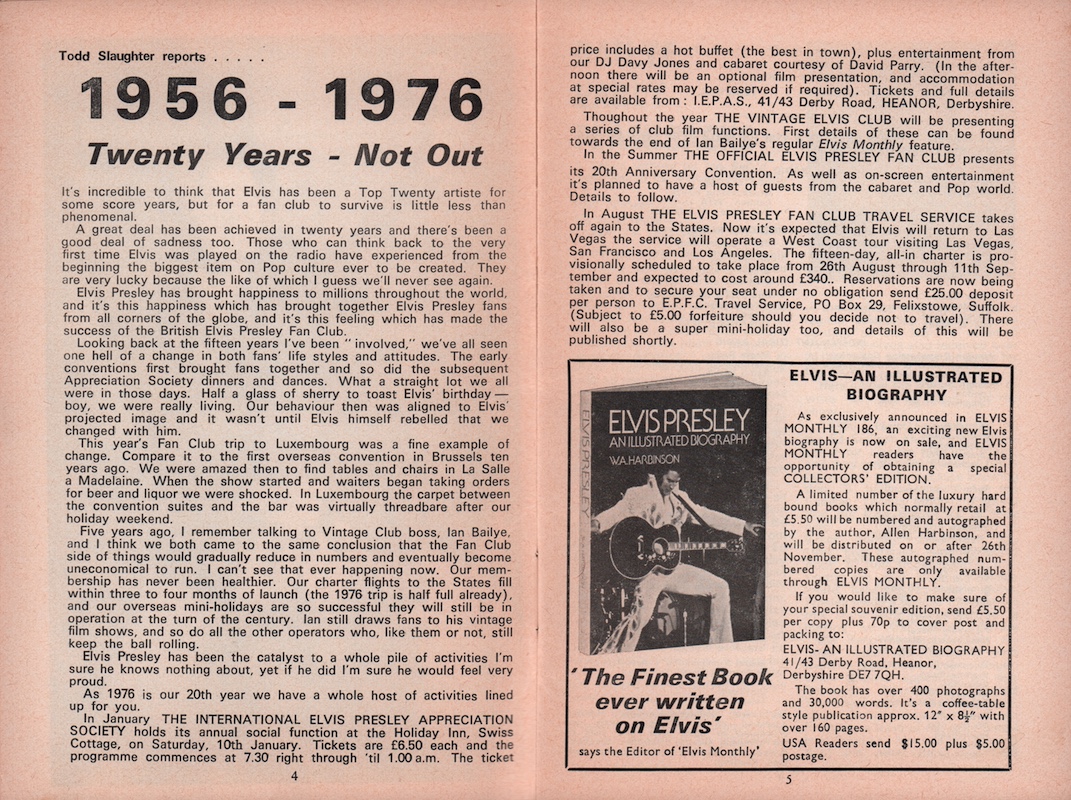 Todd Slaughter reports . . . . .
1956 - 1976
Twenty Years - Not Out
It's incredible to think that Elvis has been a Top Twenty artiste for
some score years, but for a fan club to survive is little less than
phenomenal.
A great deal has been achieved in twenty years and there's been a
good deal of sadness too. Those who can think back to the very
first time Elvis was played on the radio have experienced from the
beginning the biggest item on Pop culture ever to be created. They
are very lucky because the like of which I guess we'll never see again.
Elvis Presley has brought happiness to millions throughout the world,
and it's this happiness which has brought together Elvis Presley fans
from all corners of the globe, and it's this feeling which has made the
success of the British Elvis Presley Fan Club.
Looking back at the fifteen years I've been "involved," we've all seen
one hell of a change in both fans' life styles and attitudes. The early
conventions first brought fans together and so did the subsequent
Appreciation Society dinners and dances. What a straight lot we all
were in those days. Half a glass of sherry to toast Elvis' birthday —
boy, we were really living. Our behaviour then was aligned to Elvis'
projected image and it wasn't until Elvis himself rebelled that we
changed with him.
This year's Fan Club trip to Luxembourg was a fine example of
change. Compare it to the first overseas convention in Brussels ten
years ago. We were amazed then to find tables and chairs in La Salle
a Madelaine. When the show started and waiters began taking orders
for beer and liquor we were shocked. In Luxembourg the carpet between
the convention suites and the bar was virtually threadbare after our
holiday weekend.
Five years ago, I remember talking to Vintage Club boss, Ian Bailye,
and I think we both came to the same conclusion that the Fan Club
side of things would gradually reduce in numbers and eventually become
uneconomical to run. I can't see that ever happening now. Our mem-
bership has never been healthier. Our charter flights to the States fill
within three to four months of launch (the 1976 trip is half full already),
and our overseas mini-holidays are so successful they will still be in
operation at the turn of the century. Ian still draws fans to his vintage
film shows, and so do all the other operators who, like them or not, still
keep the ball rolling.
Elvis Presley has been the catalyst to a whole pile of activities I'm
sure he knows nothing about, yet if he did I'm sure he would feel very
proud.
As 1976 is our 20th year we have a whole host of activities lined
up for you.
In January THE INTERNATIONAL ELVIS PRESLEY APPRECIATION
SOCIETY holds its annual social function at the Holiday Inn, Swiss
Cottage, on Saturday, 10th January. Tickets are £6.50 each and the
programme commences at 7.30 right through 'til 1.00 a.m. The ticket
4
price includes a hot buffet (the best in town), plus entertainment from
our DJ Davy Jones and cabaret courtesy of David Parry. (In the after-
noon there will be an optional film presentation, and accommodation
at special rates may be reserved if required). Tickets and full details
are available from : I.E.P.A.S., 41/43 Derby Road, HEANOR, Derbyshire.
Thoughout the year THE VINTAGE ELVIS CLUB will be presenting
a series of club film functions. First details of these can be found
towards the end of Ian Bailye's regular Elvis Monthly feature.
In the Summer THE OFFICIAL ELVIS PRESLEY FAN CLUB presents
its 20th Anniversary Convention. As well as on-screen entertainment
it's planned to have a host of guests from the cabaret and Pop world.
Details to follow.
In August THE ELVIS PRESLEY FAN CLUB TRAVEL SERVICE takes
off again to the States. Now it's expected that Elvis will return to Las
Vegas the service will operate a West Coast tour visiting Las Vegas,
San Francisco and Los Angeles. The fifteen-day, all-in charter is pro-
visionally scheduled to take place from 26th August through 11th Sep-
tember and expected to cost around £340.. Reservations are now being
taken and to secure your seat under no obligation send £25.00 deposit
per person to E.P.F.C. Travel Service, PO Box 29, Felixstowe, Suffolk.
(Subject to £5.00 forfeiture should you decide not to travel). There
will also be a super mini-holiday too, and details of this will be
published shortly.
ELVIS PRESLEY
ELVIS PRESLEY
AN ILLUSTRATED BIOGRAPHY
W.A. HARBINSON
'The Finest Book
ever written
on Elvis'
says the Editor of 'Elvis Monthly'
ELVIS—AN ILLUSTRATED
BIOGRAPHY
As exclusively announced in ELVIS
MONTHLY 186, an exciting new Elvis
biography is now on sale, and ELVIS
MONTHLY readers have the
opportunity of obtaining a special
COLLECTORS' EDITION.
A limited number of the luxury hard
bound books which normally retail at
£5.50 will be numbered and autographed
by the author, Allen Harbinson, and
will be distributed on or after 26th
November. These autographed num-
bered copies are only available
through ELVIS MONTHLY.
If you would like to make sure of
your special souvenir edition, send £5.50
per copy plus 70p to cover post and
packing to:
ELVIS- AN ILLUSTRATED BIOGRAPHY
41/43 Derby Road, Heanor,
Derbyshire DE7 7QH.
The book has over 400 photographs
and 30,000 words. It's a coffee-table
style publication approx. 12" x 8½" with
over 160 pages.
USA Readers send $15.00 plus $5.00
postage.
5